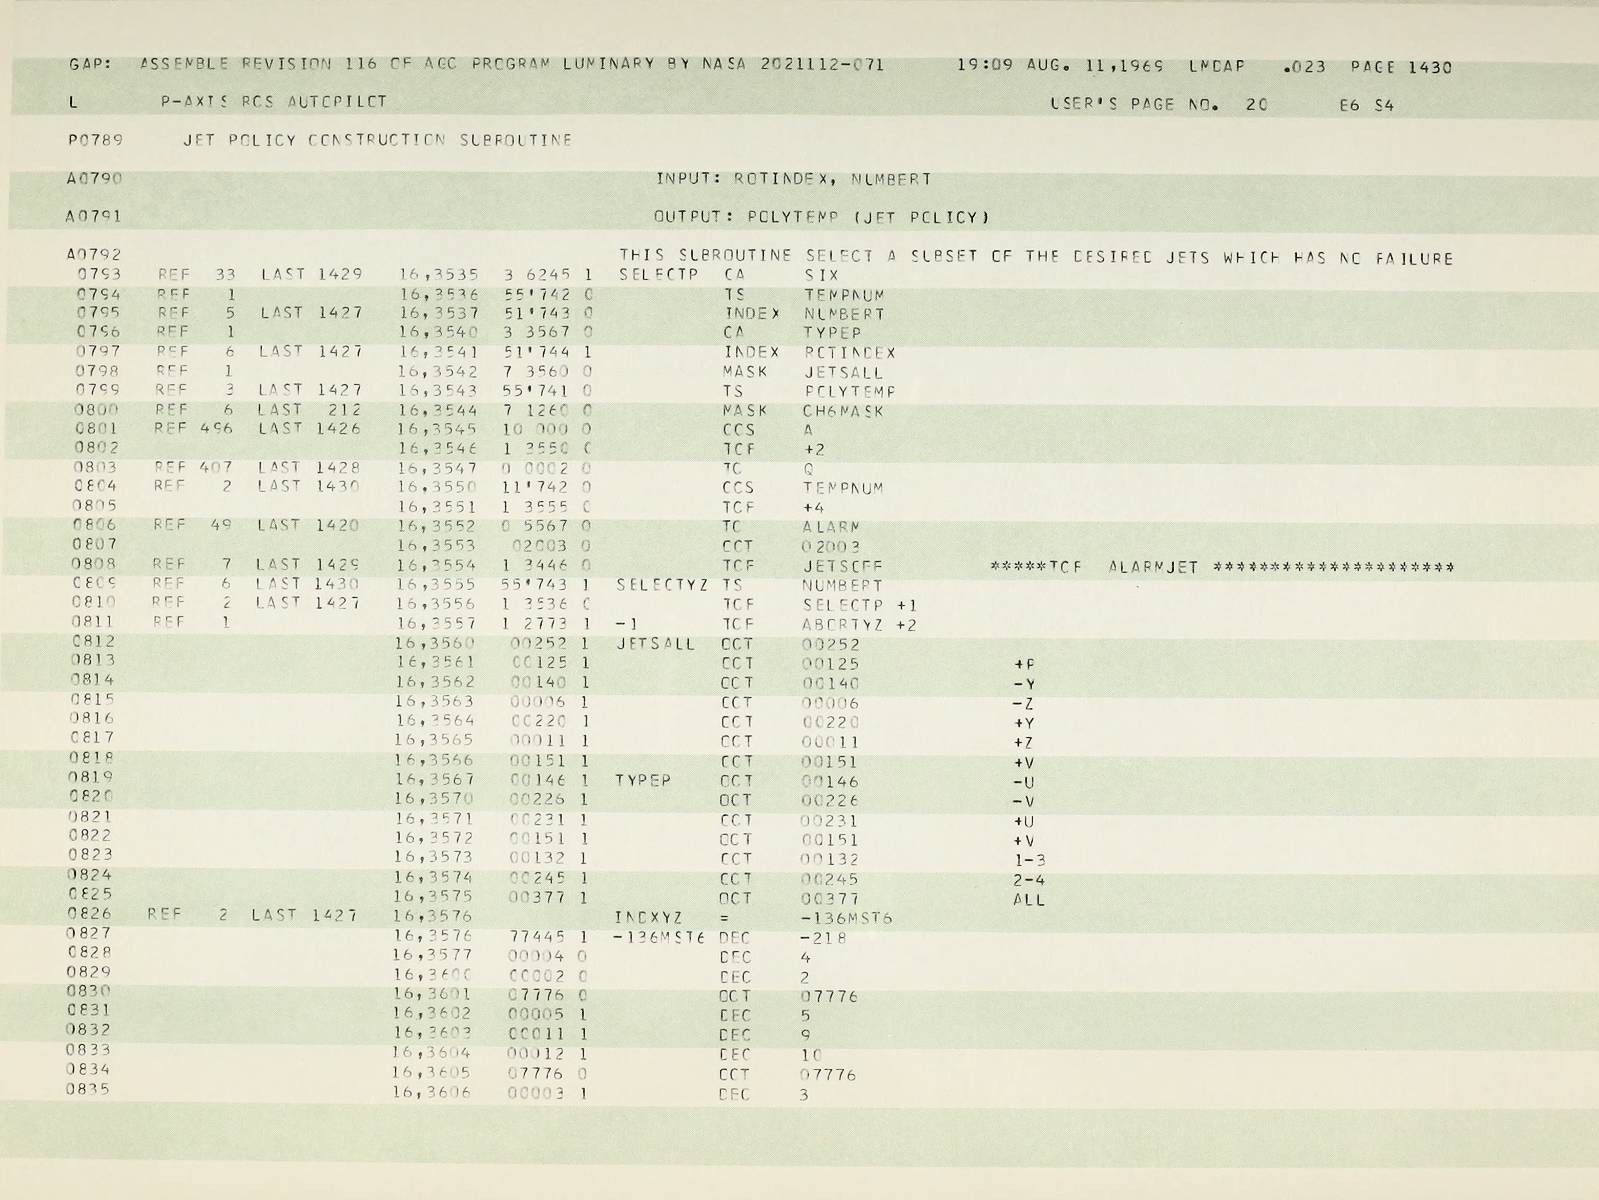 GAP: ASSEMBLE REVISION 116 OF AGC PROGRAM LUMINARY BY NASA 2021112-071 19:09 AUG. 11,1969 LMDAP .023 PAGE 1430
L P-AXIS RCS AUTOPILOT USER'S PAGE NO. 20 E6 S4
P0789 JET POLICY CONSTRUCTION SUBROUTINE
A0790 INPUT: ROTINDEX, NUMBERT
A0791 OUTPUT: POLYTEMP (JET POLICY)
A0792 THIS SUBROUTINE SELECT A SUBSET OF THE DESIRED JETS WHICH HAS NO FAILURE
0793 REF 33 LAST 1429 16,3535 3 6245 1 SELECTP CA SIX
0794 REF 1 16,3536 55'742 0 TS TEMPNUM
0795 REF 5 LAST 1427 16,3537 51'743 0 INDEX NUMBERT
0796 REF 1 16,3540 3 3567 0 CA TYPEP
0797 REF 6 LAST 1427 16,3541 51'744 1 INDEX ROTINDEX
0798 REF 1 16,3542 7 3560 0 MASK JETSALL
0799 REF 3 LAST 1427 16,3543 55'741 0 TS POLYTEMP
0800 REF 6 LAST 212 16,3544 7 1260 0 MASK CH6MASK
0801 REF 496 LAST 1426 16,3545 10 000 0 CCS A
0802 16,3546 1 3550 0 TCF +2
0803 REF 407 LAST 1428 16,3547 0 0002 0 TC Q
0804 REF 2 LAST 1430 16,3550 11'742 0 CCS TEMPNUM
0805 16,3551 1 3555 0 TCF +4
0806 REF 49 LAST 1420 16,3552 0 5567 0 TC ALARM
0807 16,3553 02003 0 OCT 02003
0808 REF 7 LAST 1429 16,3554 1 3446 0 TCF JETSOFF *****TCF ALARMJET *********************
0809 REF 6 LAST 1430 16,3555 55'743 1 SELECTYZ TS NUMBERT
0810 REF 2 LAST 1427 16,3556 1 3536 0 TCF SELECTP +1
0811 REF 1 16,3557 1 2773 1 -1 TCF ABORTYZ +2
0812 16,3560 00252 1 JETSALL OCT 00252
0813 16,3561 00125 1 OCT 00125 +P
0814 16,3562 00140 1 OCT 00140 -Y
0815 16,3563 00006 1 OCT 00006 -Z
0816 16,3564 00220 1 OCT 00220 +Y
0817 16,3565 00011 1 OCT 00011 +Z
0818 16,3566 00151 1 OCT 00151 +V
0819 16,3567 00146 1 TYPEP OCT 00146 -U
0820 16,3570 00226 1 OCT 00226 -V
0821 16,3571 00231 1 OCT 00231 +U
0822 16,3572 00151 1 OCT 00151 +V
0823 16,3573 00132 1 OCT 00132 1-3
0824 16,3574 00245 1 OCT 00245 2-4
0825 16,3575 00377 1 OCT 00377 ALL
0826 REF 2 LAST 1427 16,3576 INDXYZ = -136MST6
0827 16,3576 77445 1 -136MST6 DEC -218
0828 16,3577 00004 0 DEC 4
0829 16,3600 00002 0 DEC 2
0830 16,3601 07776 0 OCT 07776
0831 16,3602 00005 1 DEC 5
0832 16,3603 00011 1 DEC 9
0833 16,3604 00012 1 DEC 10
0834 16,3605 07776 0 OCT 07776
0835 16,3606 00003 1 DEC 3